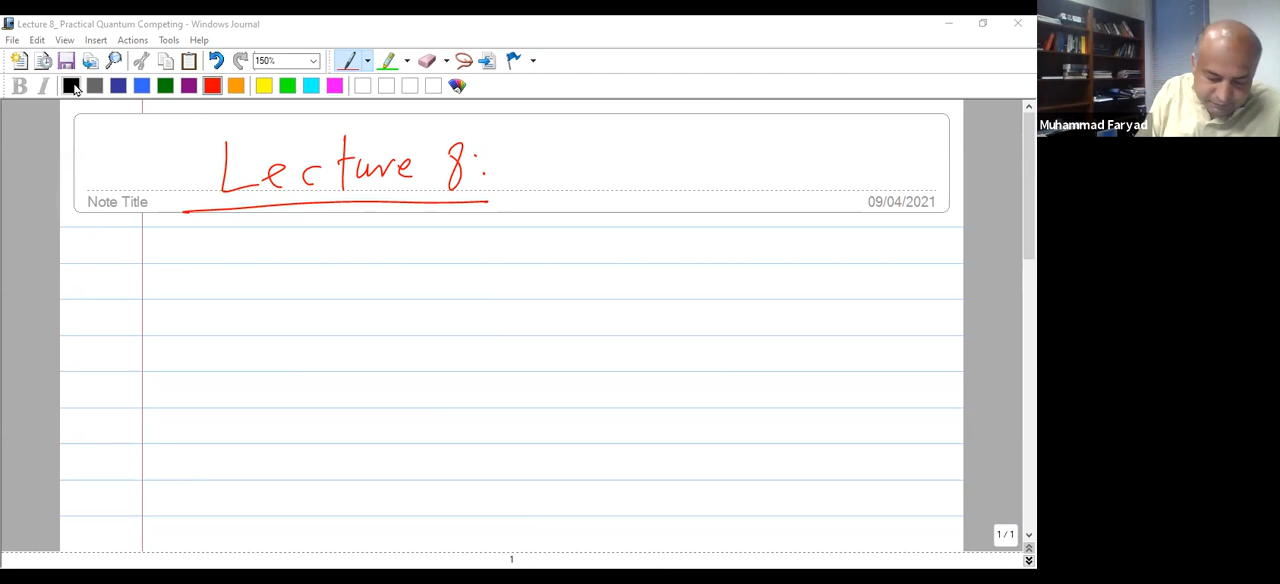 Lecture 8_ Practical Quantum Competing - Windows Journal
File Edit View Insert Actions Tools Help
150%
B I
Muhammad Faryad
Lecture 8:
Note Title 09/04/2021
1 / 1
1